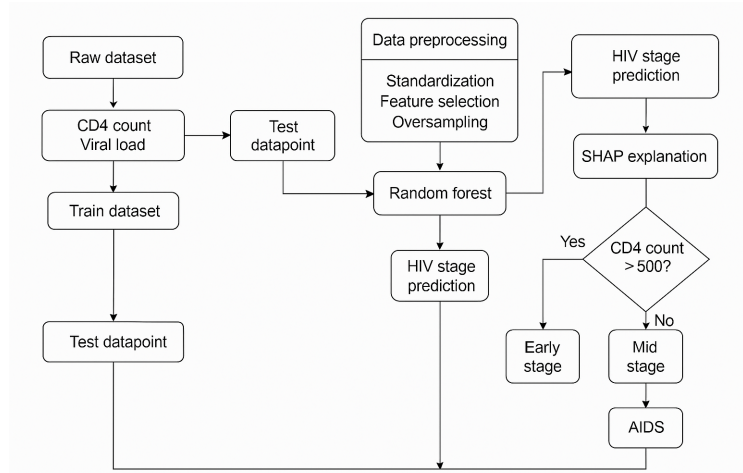 Raw dataset
CD4 count
Viral load
Train dataset
Test datapoint
Test
datapoint
Data preprocessing
Standardization
Feature selection
Oversampling
Random forest
HIV stage
prediction
HIV stage
prediction
SHAP explanation
CD4 count
> 500?
Yes
No
Early
stage
Mid
stage
AIDS